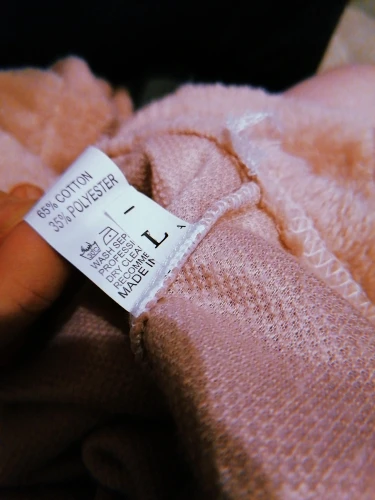 65% COTTON
35% POLYESTER
L
WASH SEP
PROFESSI
DRY CLEA
RECOMME
MADE IN